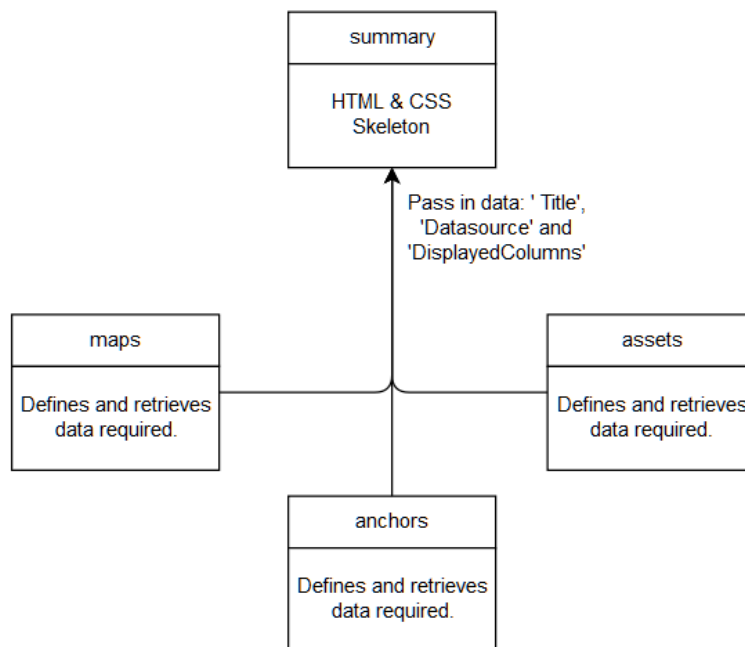 summary
HTML & CSS
Skeleton
Pass in data: ' Title',
'Datasource' and
'DisplayedColumns'
maps
Defines and retrieves
data required.
assets
Defines and retrieves
data required.
anchors
Defines and retrieves
data required.